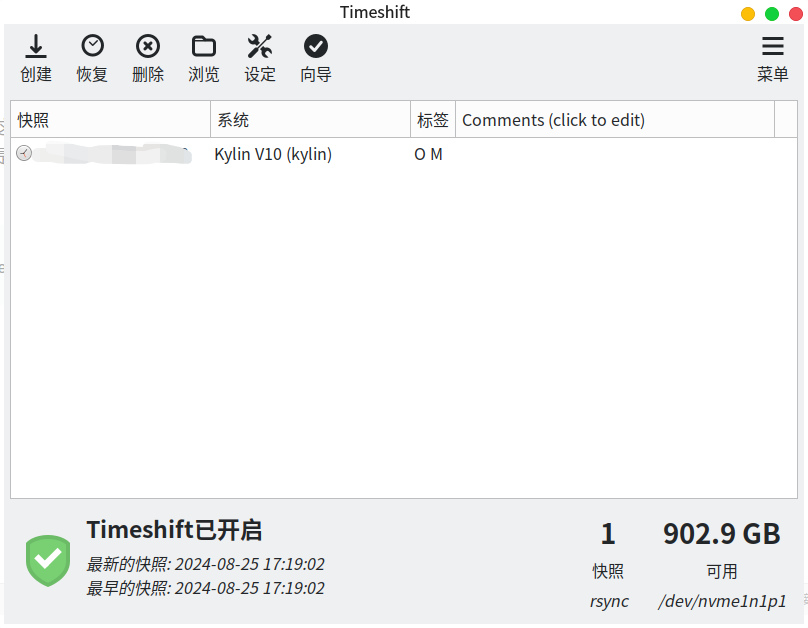 Timeshift
创建 恢复 删除 浏览 设定 向导 菜单
快照 系统 标签 Comments (click to edit)
Kylin V10 (kylin) O M
Timeshift已开启
最新的快照: 2024-08-25 17:19:02
最早的快照: 2024-08-25 17:19:02
1 902.9 GB
快照 可用
rsync /dev/nvme1n1p1